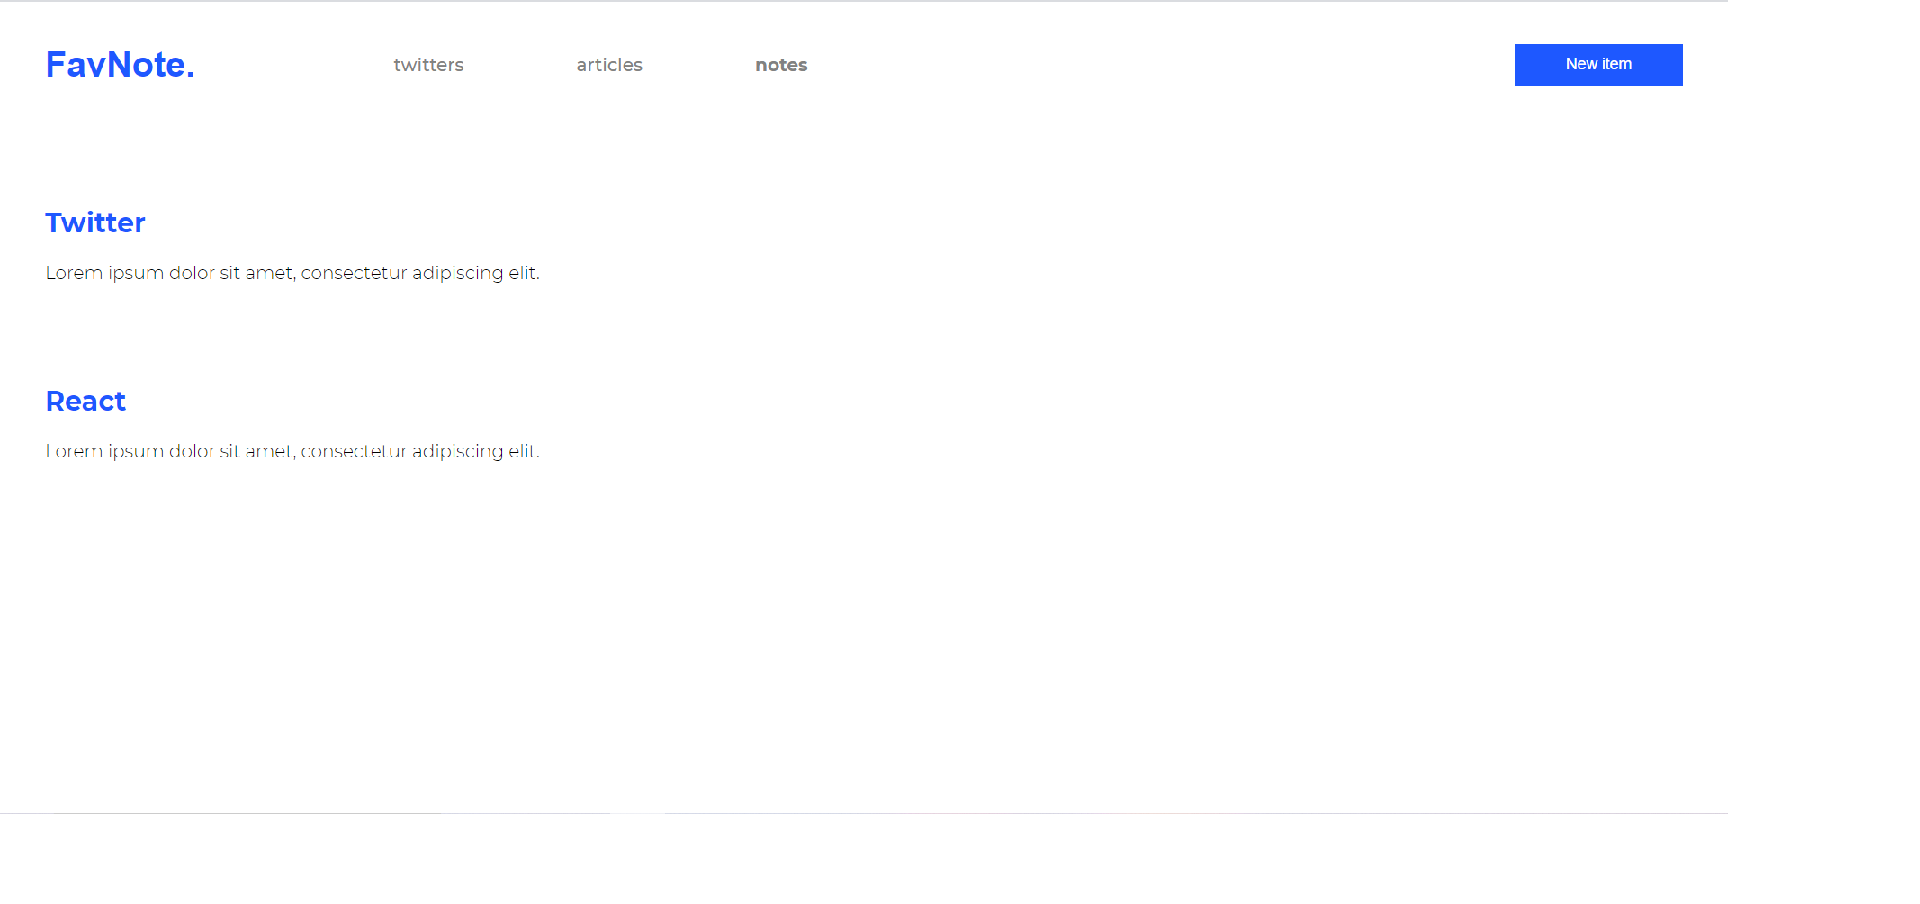 FavNote.
twitters
articles
notes
New item
Twitter
Lorem ipsum dolor sit amet, consectetur adipiscing elit.
React
Lorem ipsum dolor sit amet, consectetur adipiscing elit.